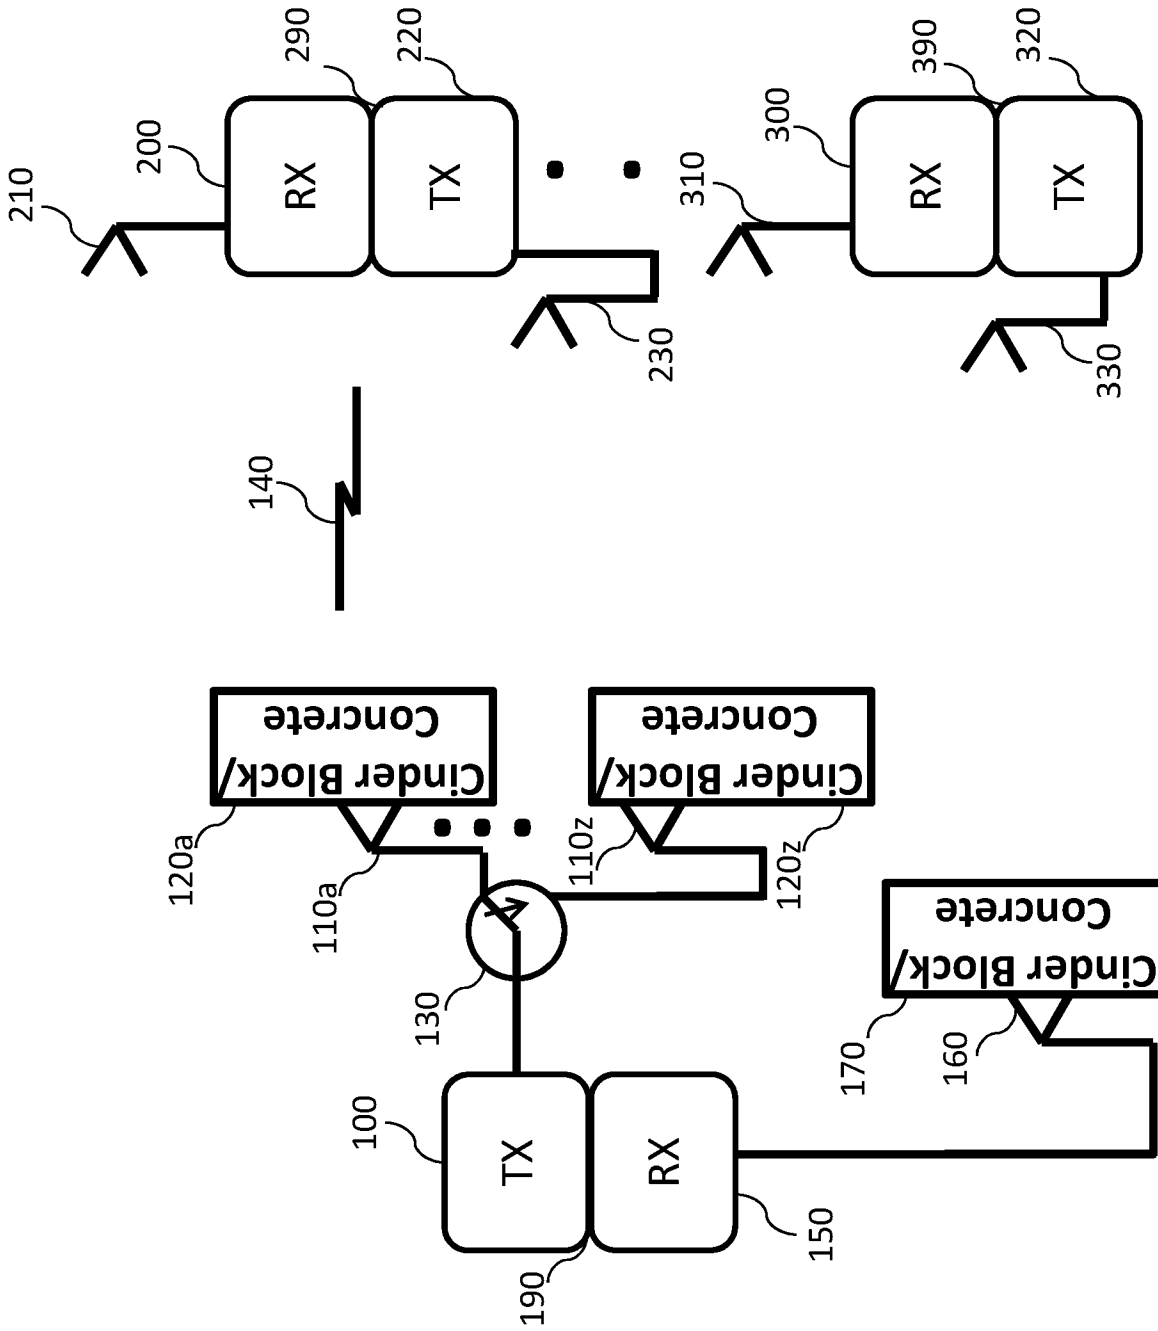 210
200
120a
140
290
RX
110a
Cinder Block/
Concrete
100
220
130
TX
TX
190
110z
230
RX
310
Cinder Block/
Concrete
300
120z
150
170
390
RX
160
Cinder Block/
Concrete
320
TX
330